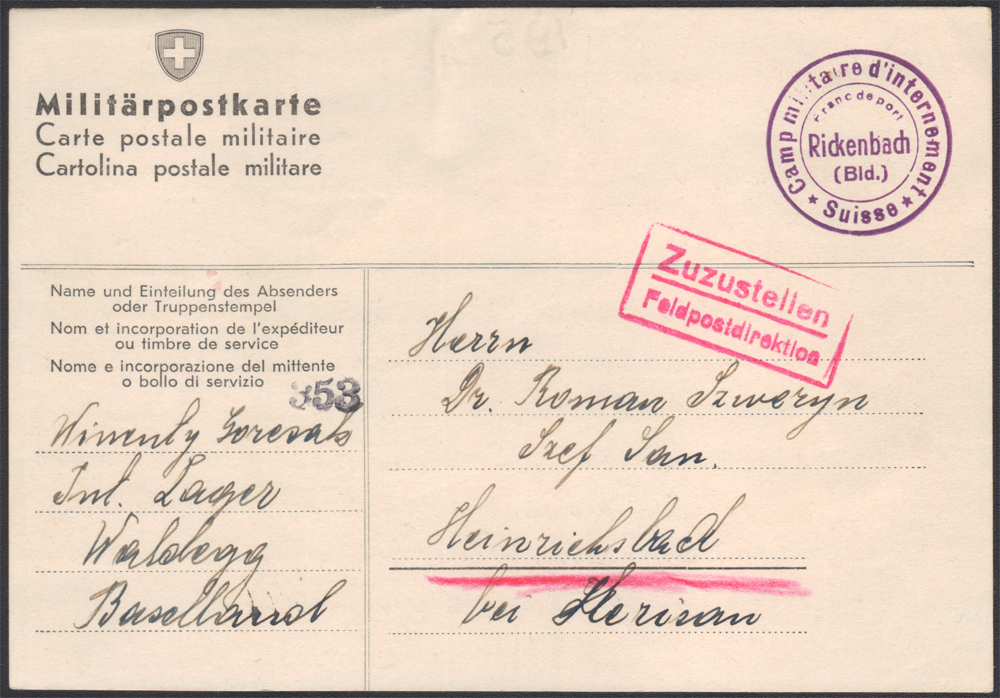 Militärpostkarte
Carte postale militaire
Cartolina postale militare
Camp militaire d'internement
Franc de port
Rickenbach
(Bld.)
★ Suisse ★
Zuzustellen
Feldpostdirektion
Name und Einteilung des Absenders
oder Truppenstempel
Nom et incorporation de l'expéditeur
ou timbre de service
Nome e incorporazione del mittente
o bollo di servizio
353
Int. Lager
Waldegg
Baselland
Herrn
Dr. Roman Szweryn
Szef San.
Heinrichsbad
bei Herisau